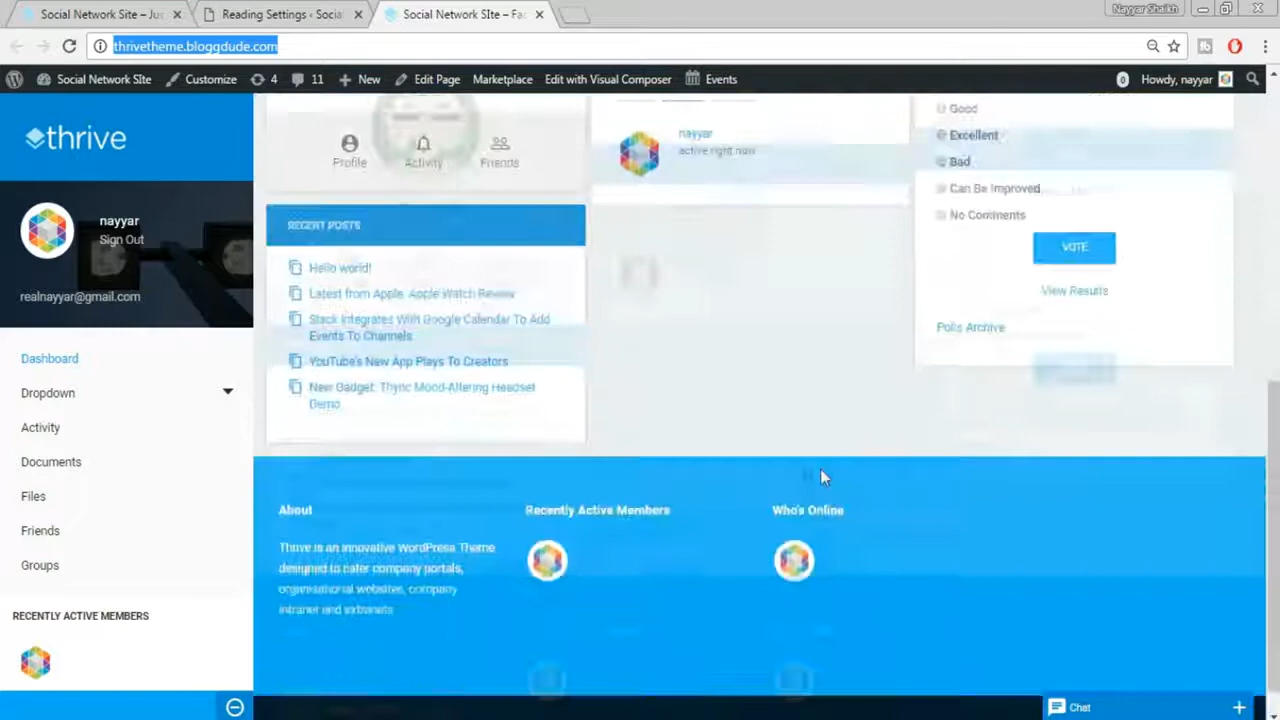 Social Network Site – Jus
Reading Settings ‹ Social
Social Network SIte – Fac
Nayyar Shaikh
thrivetheme.bloggdude.com
Social Network SIte
Customize
4
11
New
Edit Page
Marketplace
Edit with Visual Composer
Events
0
Howdy, nayyar
thrive
nayyar
Sign Out
realnayyar@gmail.com
Dashboard
Dropdown
Activity
Documents
Files
Friends
Groups
RECENTLY ACTIVE MEMBERS
Profile
Activity
Friends
RECENT POSTS
Hello world!
Latest from Apple. Apple Watch Review
Slack Integrates With Google Calendar To Add
Events To Channels
YouTube's New App Plays To Creators
New Gadget: Thync Mood-Altering Headset
Demo
nayyar
active right now
Good
Excellent
Bad
Can Be Improved
No Comments
VOTE
View Results
Polls Archive
About
Thrive is an innovative WordPress Theme
designed to cater company portals,
organisational websites, company
intranet and extranets
Recently Active Members
Who's Online
Chat